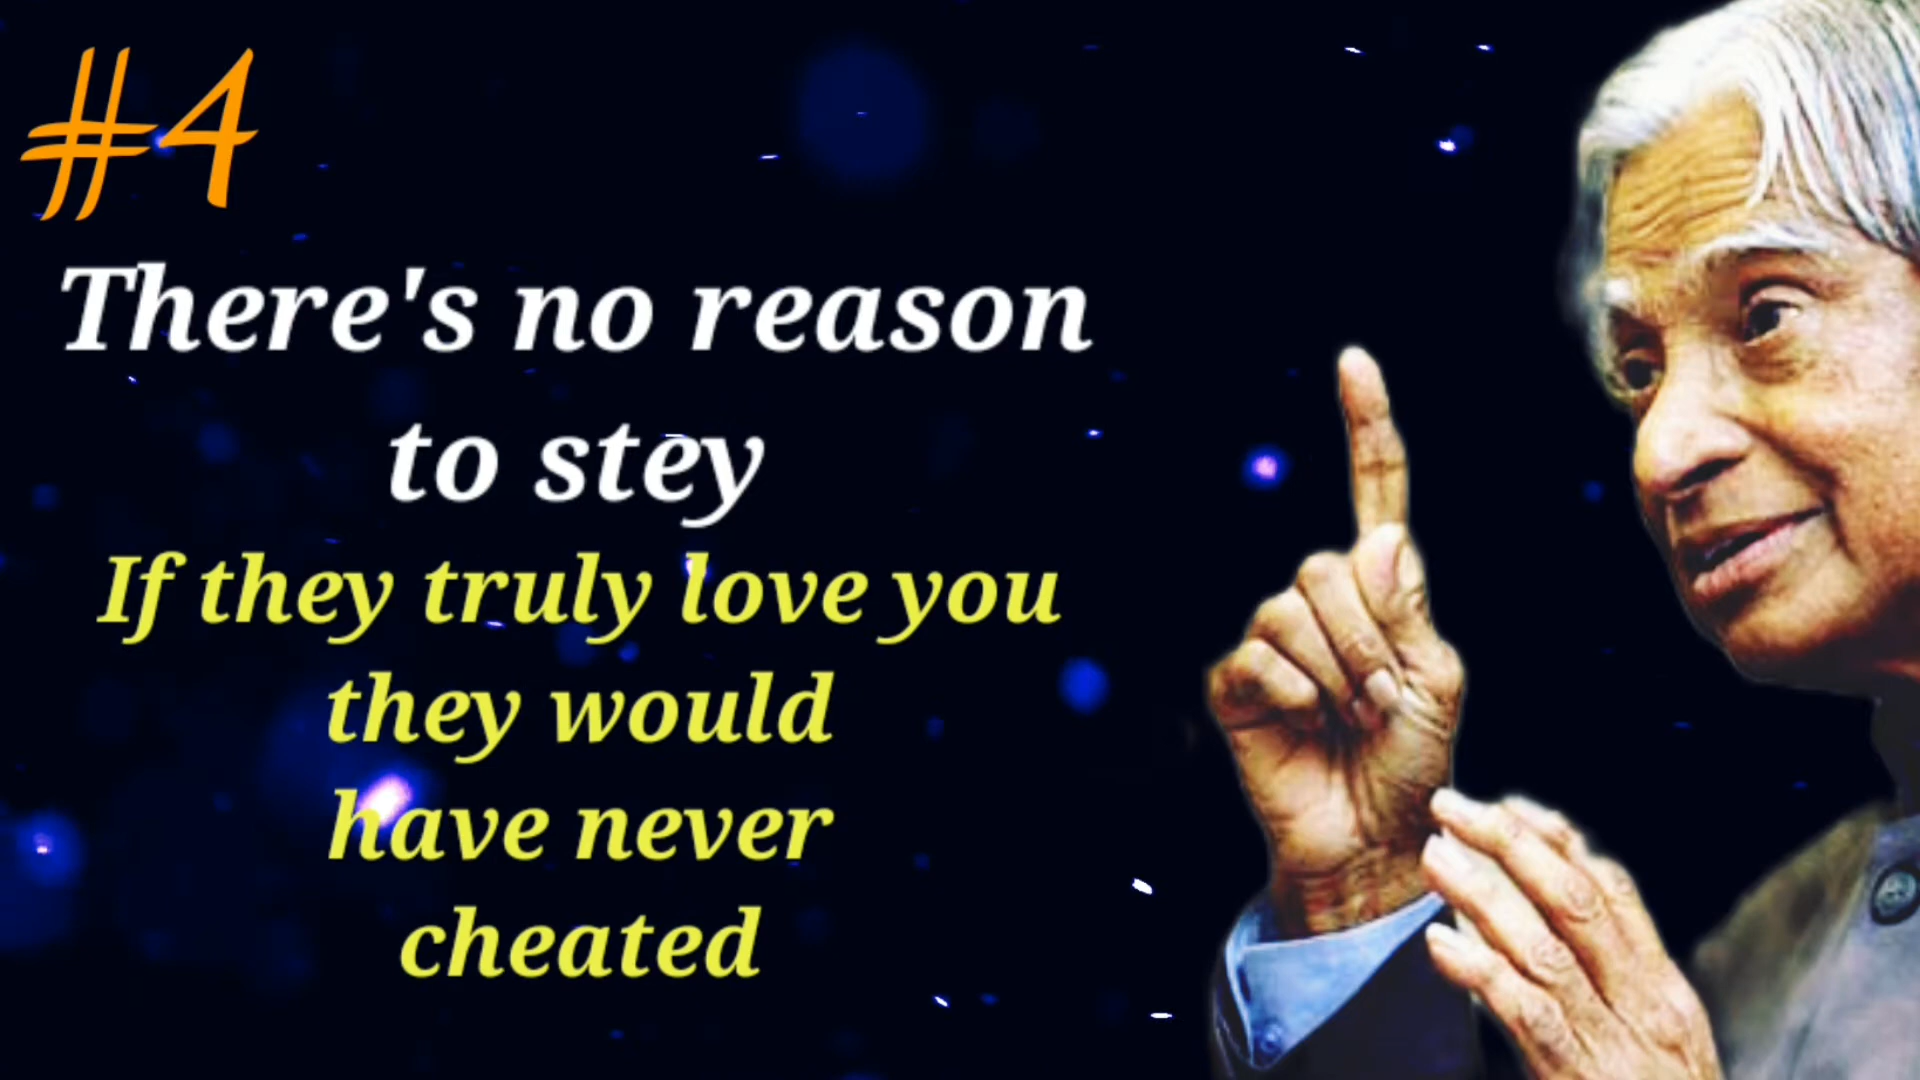 #4
There's no reason
to stey
If they truly love you
they would
have never
cheated